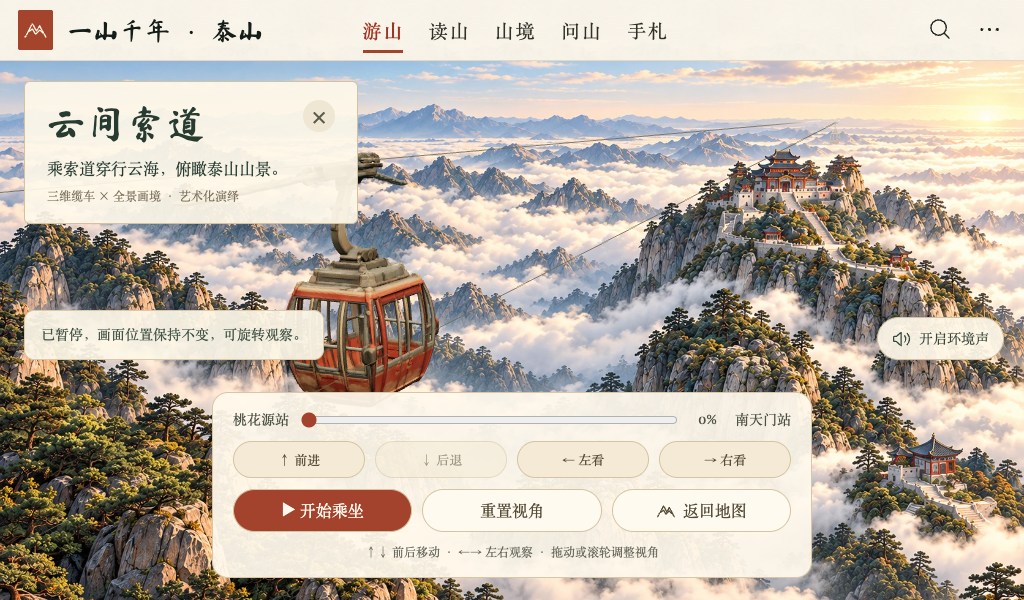 一山千年 · 泰山
游山 读山 山境 问山 手札
云间索道
乘索道穿行云海，俯瞰泰山山景。
三维缆车 × 全景画境 · 艺术化演绎
已暂停，画面位置保持不变，可旋转观察。
开启环境声
桃花源站 0% 南天门站
↑ 前进 ↓ 后退 ← 左看 → 右看
▶ 开始乘坐 重置视角 返回地图
↑ ↓ 前后移动 · ←→ 左右观察 · 拖动或滚轮调整视角